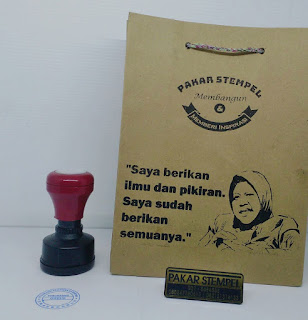 PAKAR STEMPEL
Membangun
&
MEMBERI INSPIRASI
"Saya berikan
ilmu dan pikiran.
Saya sudah
berikan
semuanya."
PAKAR STEMPEL